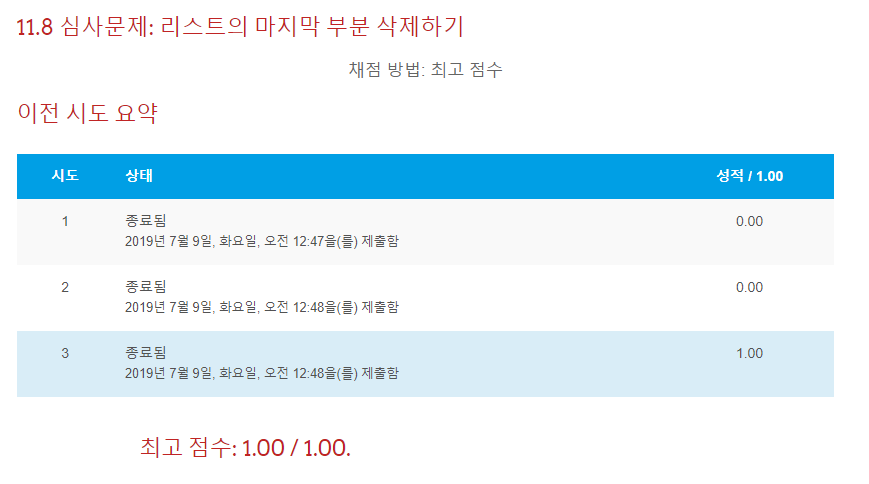 11.8 심사문제: 리스트의 마지막 부분 삭제하기
채점 방법: 최고 점수
이전 시도 요약
시도 상태 성적 / 1.00
1 종료됨 0.00
2019년 7월 9일, 화요일, 오전 12:47을(를) 제출함
2 종료됨 0.00
2019년 7월 9일, 화요일, 오전 12:48을(를) 제출함
3 종료됨 1.00
2019년 7월 9일, 화요일, 오전 12:48을(를) 제출함
최고 점수: 1.00 / 1.00.